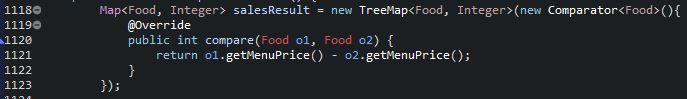 1118 Map<Food, Integer> salesResult = new TreeMap<Food, Integer>(new Comparator<Food>(){
1119 @Override
1120 public int compare(Food o1, Food o2) {
1121 return o1.getMenuPrice() - o2.getMenuPrice();
1122 }
1123 });